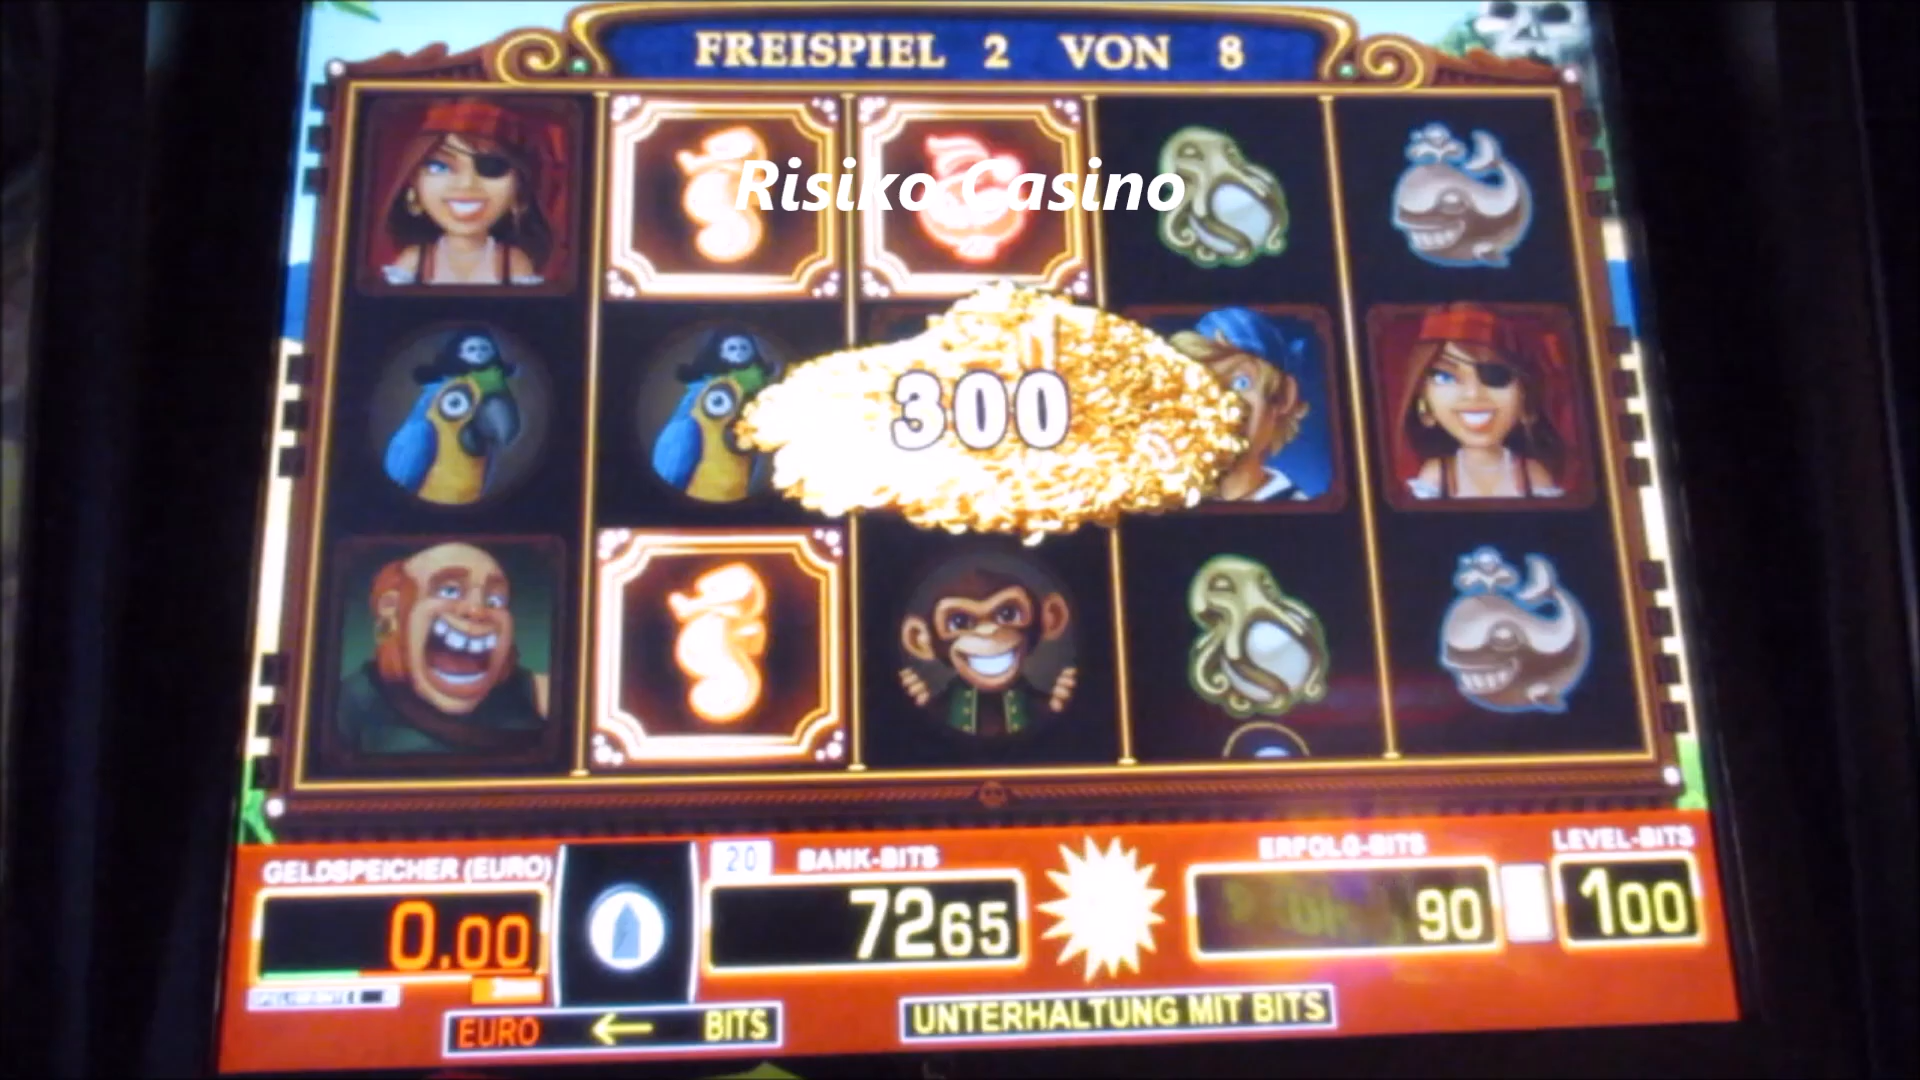 FREISPIEL 2 VON 8
Risiko Casino
300
GELDSPEICHER (EURO)
20 BANK-BITS
ERFOLG-BITS
LEVEL-BITS
0.00
7265
90
100
EURO ← BITS
UNTERHALTUNG MIT BITS